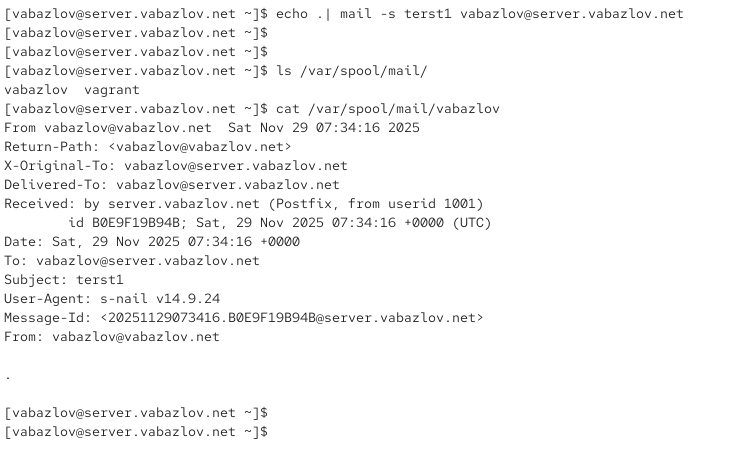 [vabazlov@server.vabazlov.net ~]$ echo .| mail -s terst1 vabazlov@server.vabazlov.net
[vabazlov@server.vabazlov.net ~]$
[vabazlov@server.vabazlov.net ~]$
[vabazlov@server.vabazlov.net ~]$ ls /var/spool/mail/
vabazlov  vagrant
[vabazlov@server.vabazlov.net ~]$ cat /var/spool/mail/vabazlov
From vabazlov@vabazlov.net  Sat Nov 29 07:34:16 2025
Return-Path: <vabazlov@vabazlov.net>
X-Original-To: vabazlov@server.vabazlov.net
Delivered-To: vabazlov@server.vabazlov.net
Received: by server.vabazlov.net (Postfix, from userid 1001)
        id B0E9F19B94B; Sat, 29 Nov 2025 07:34:16 +0000 (UTC)
Date: Sat, 29 Nov 2025 07:34:16 +0000
To: vabazlov@server.vabazlov.net
Subject: terst1
User-Agent: s-nail v14.9.24
Message-Id: <20251129073416.B0E9F19B94B@server.vabazlov.net>
From: vabazlov@vabazlov.net

.

[vabazlov@server.vabazlov.net ~]$
[vabazlov@server.vabazlov.net ~]$